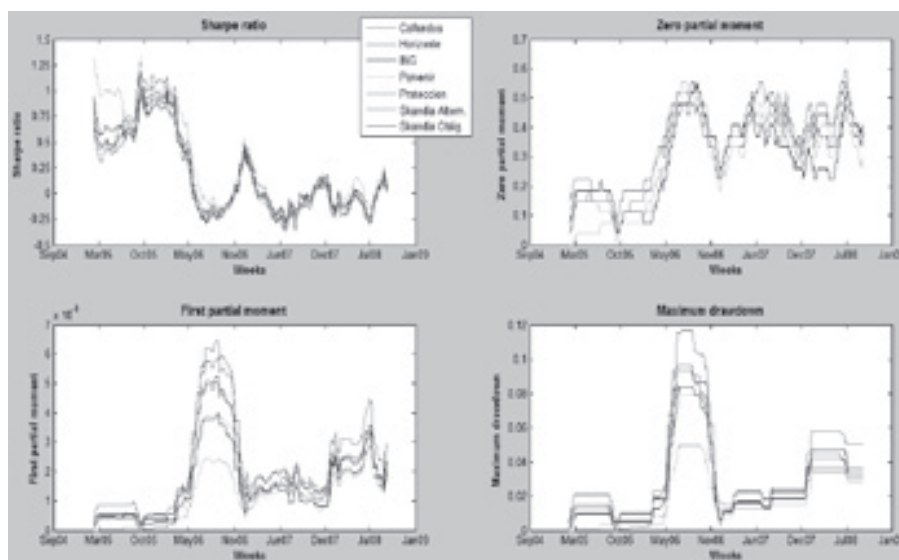 Sharpe ratio
1.5
1.25
1
0.75
0.5
0.25
0
-0.25
-0.5
Sharpe ratio
Sep04 Mar05 Oct05 May06 Nov06 Jun07 Dec07 Jul08 Jan09
Weeks
Colfondos
Horizonte
ING
Porvenir
Proteccion
Skandia Altern.
Skandia Oblig.
Zero partial moment
0.7
0.6
0.5
0.4
0.3
0.2
0.1
0
Zero partial moment
Sep04 Mar05 Oct05 May06 Nov06 Jun07 Dec07 Jul08
Weeks
First partial moment
7
6
5
4
3
2
1
0
First partial moment
Sep04 Mar05 Oct05 May06 Nov06 Jun07 Dec07 Jul08 Jan09
Weeks
Maximum drawdown
0.12
0.1
0.08
0.06
0.04
0.02
0
Maximum drawdown
Sep04 Mar05 Oct05 May06 Nov06 Jun07 Dec07 Jul08
Weeks